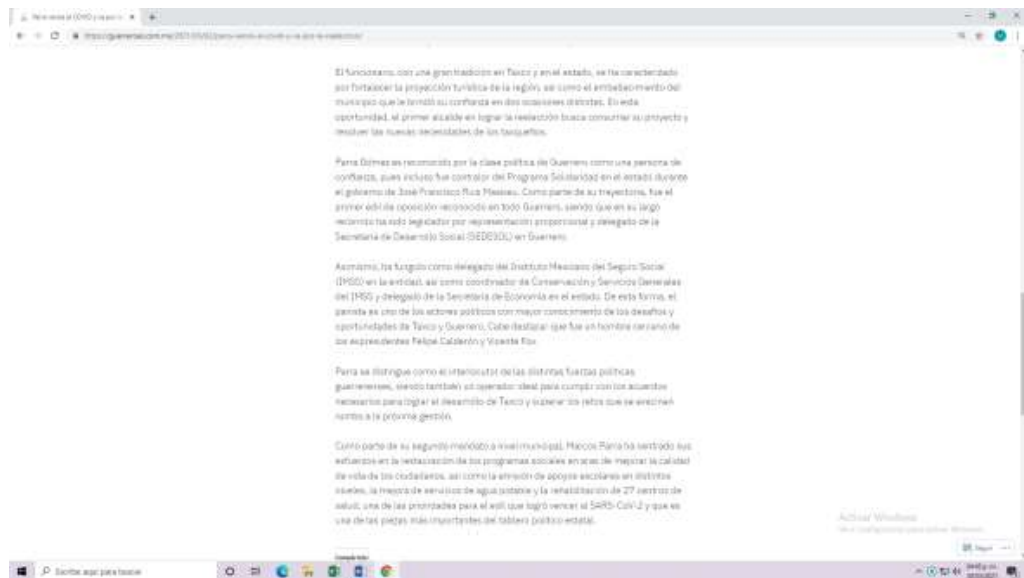 El funcionario, con una gran tradición en Taxco y en el estado, se ha caracterizado
por fortalecer la proyección turística de la región, así como el embellecimiento del
municipio que le brindó su confianza en dos ocasiones distintas. En esta
oportunidad, el primer alcalde en lograr la reelección busca consumar su proyecto y
resolver las nuevas necesidades de los taxqueños.
Parra Gómez es reconocido por la clase política de Guerrero como una persona de
confianza, pues incluso fue contralor del Programa Solidaridad en el estado durante
el gobierno de José Francisco Ruiz Massieu. Como parte de su trayectoria, fue el
primer edil de oposición reconocido en todo Guerrero, siendo que en su largo
recorrido ha sido legislador por representación proporcional y delegado de la
Secretaría de Desarrollo Social (SEDESOL) en Guerrero.
Asimismo, ha fungido como delegado del Instituto Mexicano del Seguro Social
(IMSS) en la entidad, así como coordinador de Conservación y Servicios Generales
del IMSS y delegado de la Secretaría de Economía en el estado. De esta forma, el
panista es uno de los actores políticos con mayor conocimiento de los desafíos y
oportunidades de Taxco y Guerrero. Cabe destacar que fue un hombre cercano de
los expresidentes Felipe Calderón y Vicente Fox.
Parra se distingue como el interlocutor de las distintas fuerzas políticas
guerrerenses, siendo también un operador ideal para cumplir con los acuerdos
necesarios para lograr el desarrollo de Taxco y superar los retos que se avecinan
rumbo a la próxima gestión.
Como parte de su segundo mandato a nivel municipal, Marcos Parra ha centrado sus
esfuerzos en la restauración de los programas sociales en aras de mejorar la calidad
de vida de los ciudadanos, así como la emisión de apoyos escolares en distintos
niveles, la mejora de servicios de agua potable y la rehabilitación de 27 centros de
salud, una de las prioridades para el edil que logró vencer al SARS-CoV-2 y que es
una de las piezas más importantes del tablero político estatal.
Activar Windows
Seguir
Escribe aquí para buscar